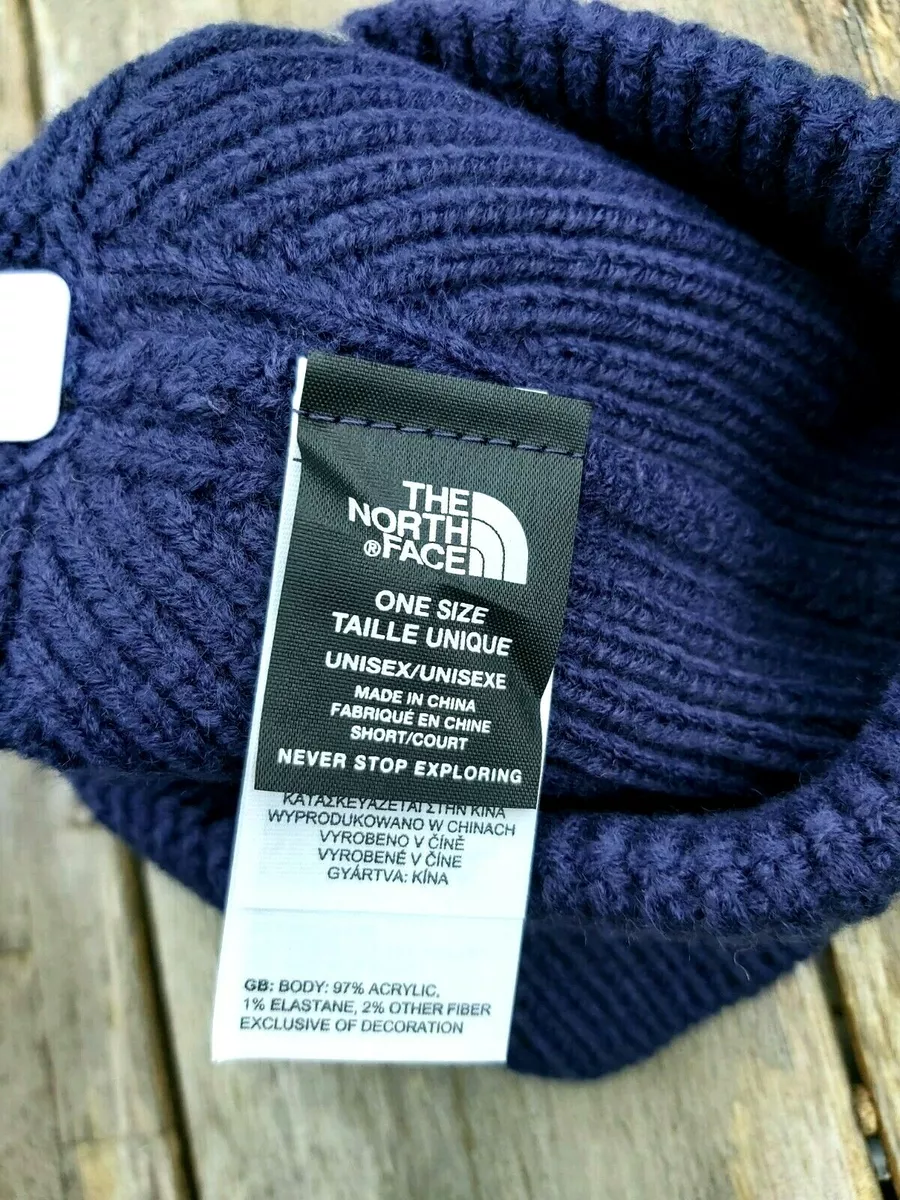 THE
NORTH
®FACE
ONE SIZE
TAILLE UNIQUE
UNISEX/UNISEXE
MADE IN CHINA
FABRIQUÉ EN CHINE
SHORT/COURT
NEVER STOP EXPLORING
ΚΑΤΑΣΚΕΥΑΖΕΤΑΙ ΣΤΗΝ ΚΙΝΑ
WYPRODUKOWANO W CHINACH
VYROBENO V ČÍNĚ
VYROBENÉ V ČÍNE
GYÁRTVA: KÍNA
GB: BODY: 97% ACRYLIC,
1% ELASTANE, 2% OTHER FIBER
EXCLUSIVE OF DECORATION